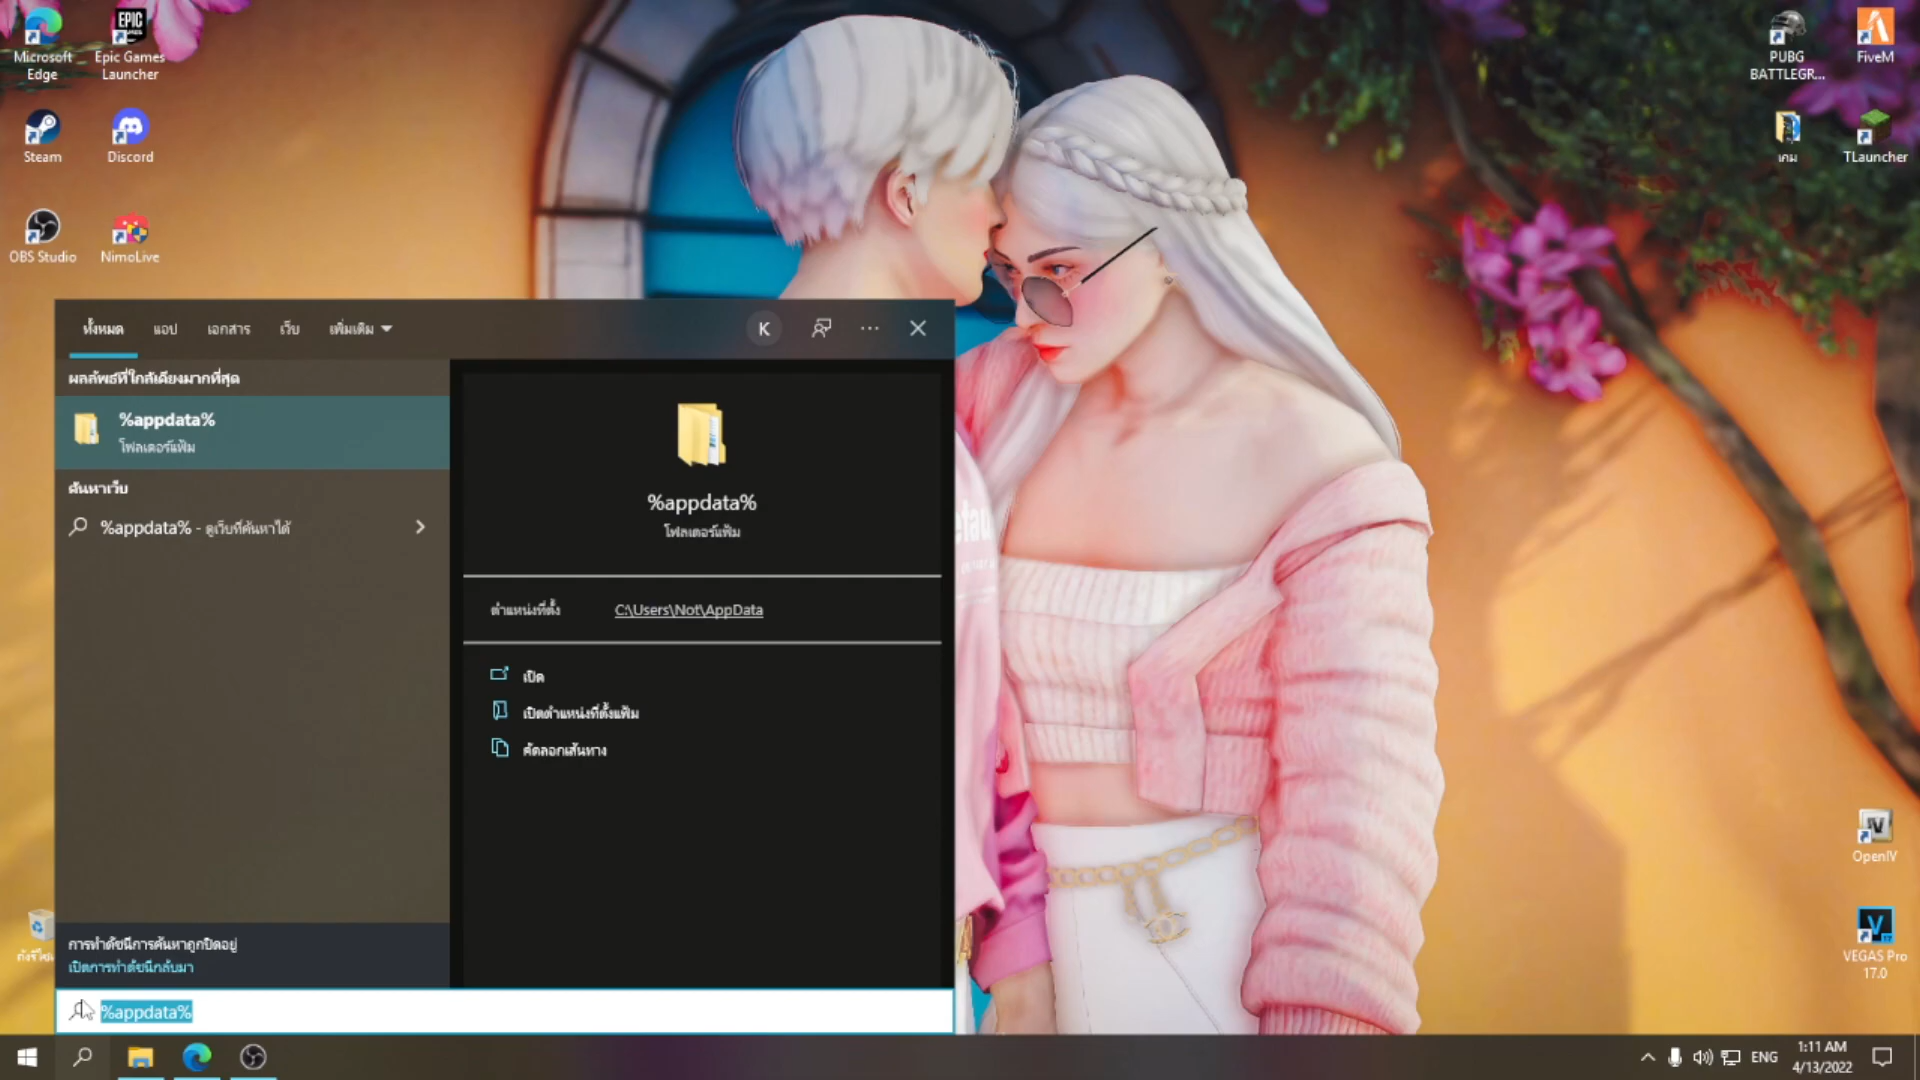 Microsoft
Edge
EPIC
GAMES
Epic Games
Launcher
Steam
Discord
OBS Studio
NimoLive
PUBG
BATTLEGR...
FiveM
เกม
TLauncher
ทั้งหมด
แอป
เอกสาร
เว็บ
เพิ่มเติม
K
ผลลัพธ์ที่ใกล้เคียงมากที่สุด
%appdata%
โฟลเดอร์แฟ้ม
ค้นหาเว็บ
%appdata% - ดูเว็บที่ค้นหาได้
%appdata%
โฟลเดอร์แฟ้ม
ตำแหน่งที่ตั้ง
C:\Users\Not\AppData
เปิด
เปิดตำแหน่งที่ตั้งแฟ้ม
คัดลอกเส้นทาง
การทำดัชนีการค้นหาถูกปิดอยู่
เปิดการทำดัชนีกลับมา
%appdata%
OpenIV
VEGAS Pro
17.0
ENG
1:11 AM
4/13/2022